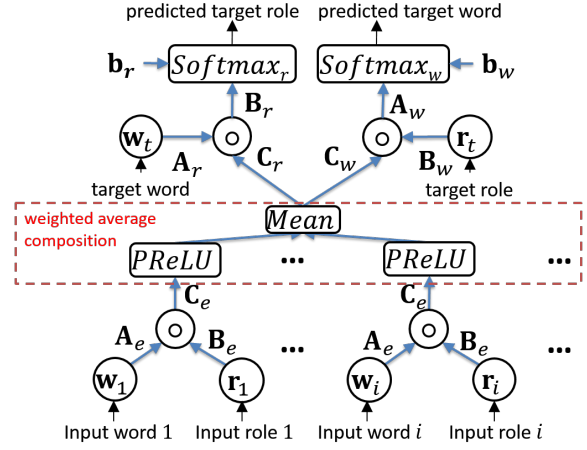 predicted target role predicted target word
b_r Softmax_r Softmax_w b_w
B_r A_w
w_t r_t
A_r C_r C_w B_w
target word target role
weighted average Mean
composition
PReLU ... PReLU ...
C_e C_e
A_e B_e ... A_e B_e ...
w_1 r_1 w_i r_i
Input word 1 Input role 1 Input word i Input role i